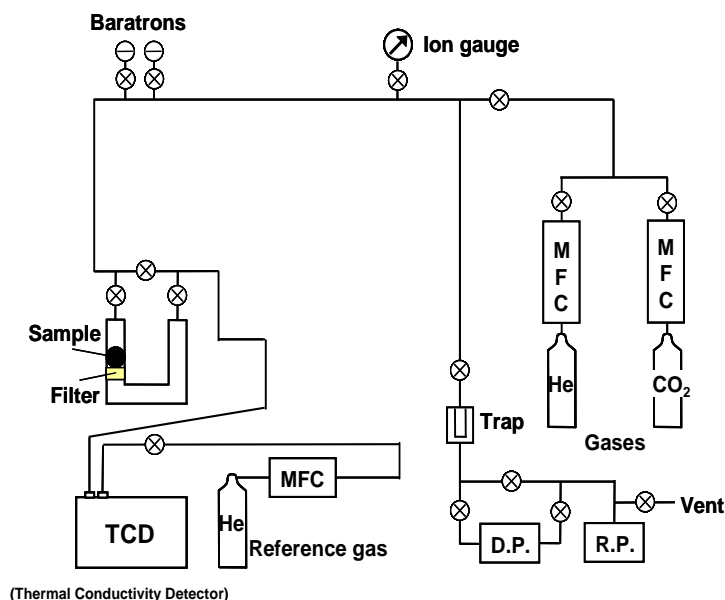 Baratrons
Ion gauge
M
F
C
M
F
C
Sample
Filter
He
CO₂
Trap
Gases
MFC
He
Reference gas
TCD
Vent
D.P.
R.P.
(Thermal Conductivity Detector)